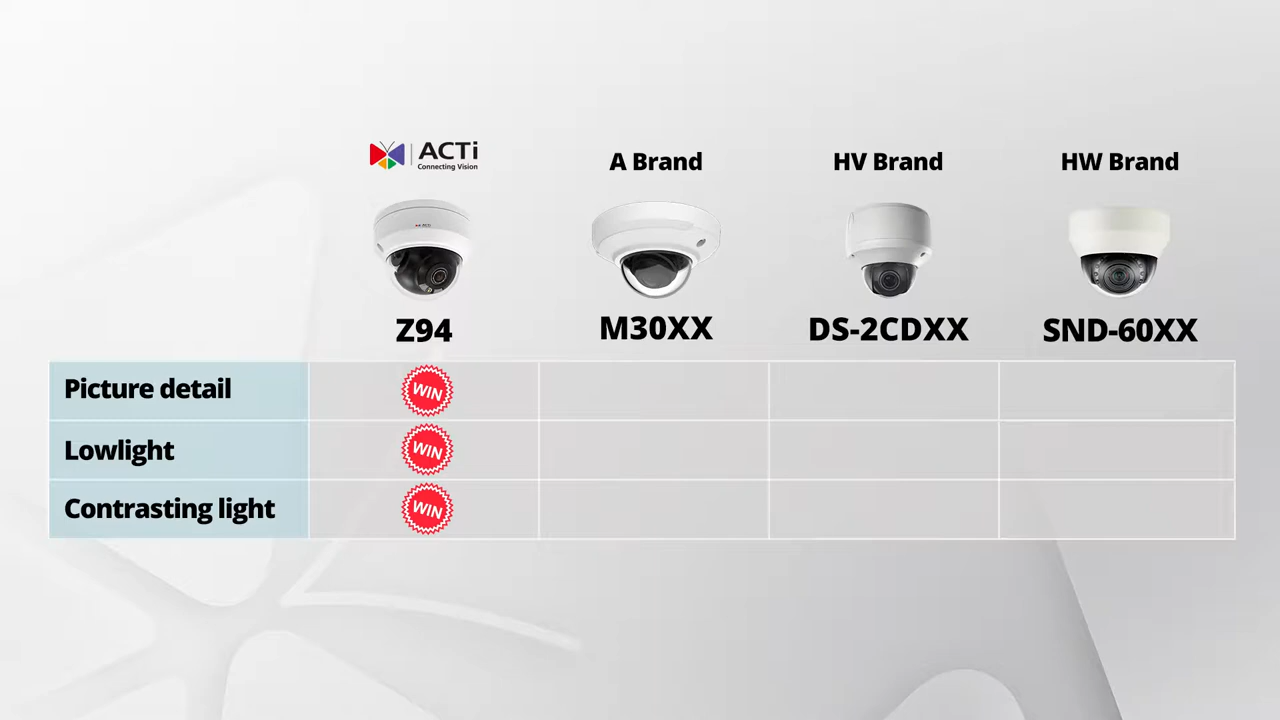 ACTi
Connecting Vision
A Brand
HV Brand
HW Brand
ACTi
Z94
M30XX
DS-2CDXX
SND-60XX
Picture detail
WIN
Lowlight
WIN
Contrasting light
WIN